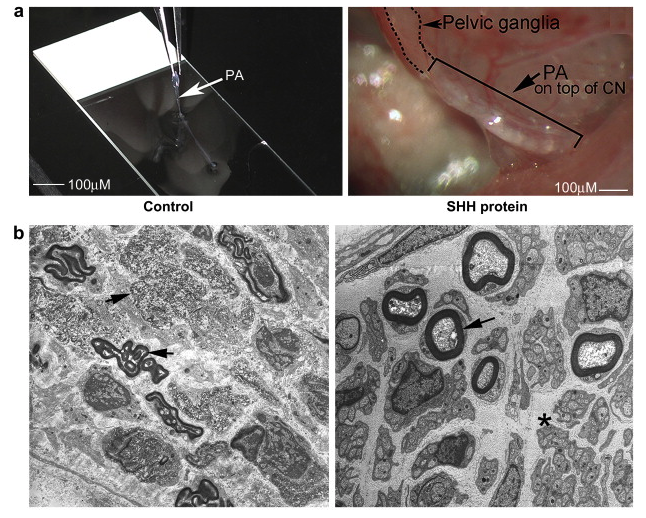 a
PA
100µM
Pelvic ganglia
PA
on top of CN
100µM
Control
SHH protein
b
*